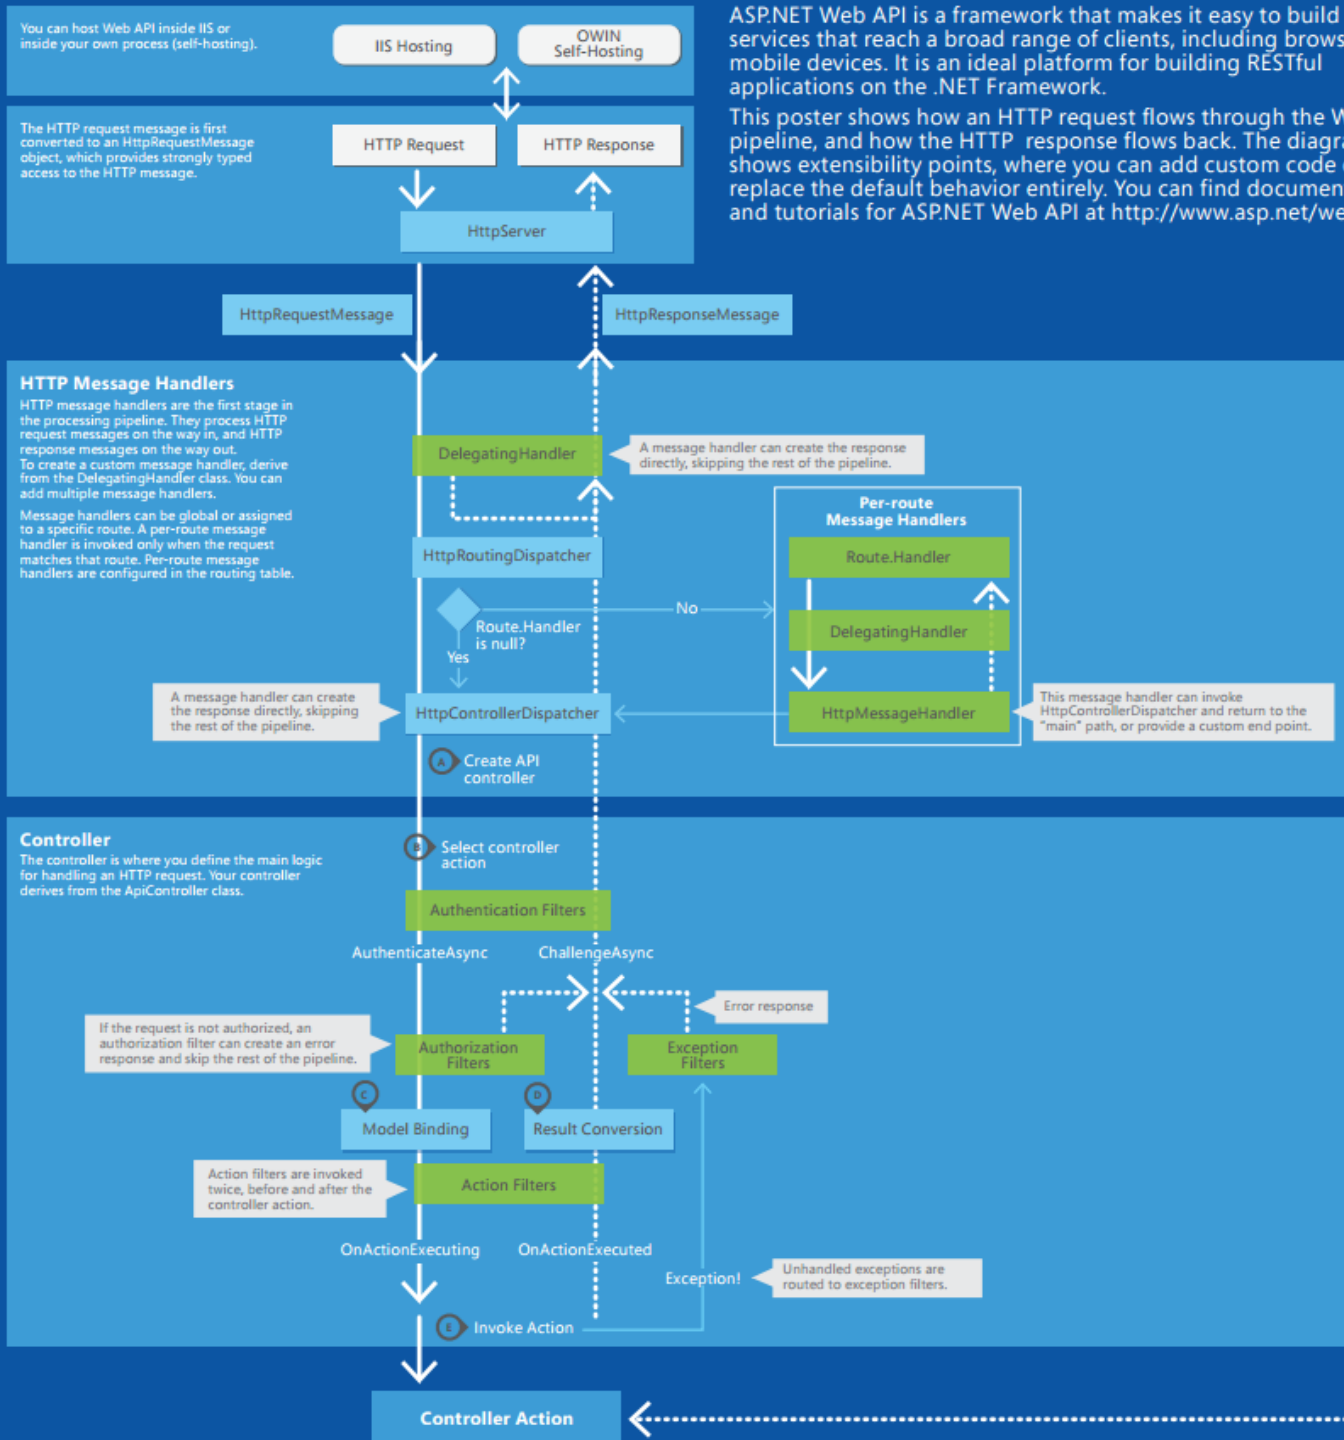 You can host Web API inside IIS or
inside your own process (self-hosting).
IIS Hosting
OWIN
Self-Hosting
ASP.NET Web API is a framework that makes it easy to build
services that reach a broad range of clients, including brows
mobile devices. It is an ideal platform for building RESTful
applications on the .NET Framework.
This poster shows how an HTTP request flows through the W
pipeline, and how the HTTP response flows back. The diagra
shows extensibility points, where you can add custom code
replace the default behavior entirely. You can find documen
and tutorials for ASP.NET Web API at http://www.asp.net/we
The HTTP request message is first
converted to an HttpRequestMessage
object, which provides strongly typed
access to the HTTP message.
HTTP Request
HTTP Response
HttpServer
HttpRequestMessage
HttpResponseMessage
HTTP Message Handlers
HTTP message handlers are the first stage in
the processing pipeline. They process HTTP
request messages on the way in, and HTTP
response messages on the way out.
To create a custom message handler, derive
from the DelegatingHandler class. You can
add multiple message handlers.
Message handlers can be global or assigned
to a specific route. A per-route message
handler is invoked only when the request
matches that route. Per-route message
handlers are configured in the routing table.
DelegatingHandler
A message handler can create the response
directly, skipping the rest of the pipeline.
HttpRoutingDispatcher
Route.Handler
is null?
No
Yes
Per-route
Message Handlers
Route.Handler
DelegatingHandler
HttpMessageHandler
This message handler can invoke
HttpControllerDispatcher and return to the
"main" path, or provide a custom end point.
A message handler can create
the response directly, skipping
the rest of the pipeline.
HttpControllerDispatcher
A
Create API
controller
Controller
The controller is where you define the main logic
for handling an HTTP request. Your controller
derives from the ApiController class.
B
Select controller
action
Authentication Filters
AuthenticateAsync
ChallengeAsync
Error response
If the request is not authorized, an
authorization filter can create an error
response and skip the rest of the pipeline.
Authorization
Filters
Exception
Filters
C
D
Model Binding
Result Conversion
Action filters are invoked
twice, before and after the
controller action.
Action Filters
OnActionExecuting
OnActionExecuted
Exception!
Unhandled exceptions are
routed to exception filters.
E
Invoke Action
Controller Action